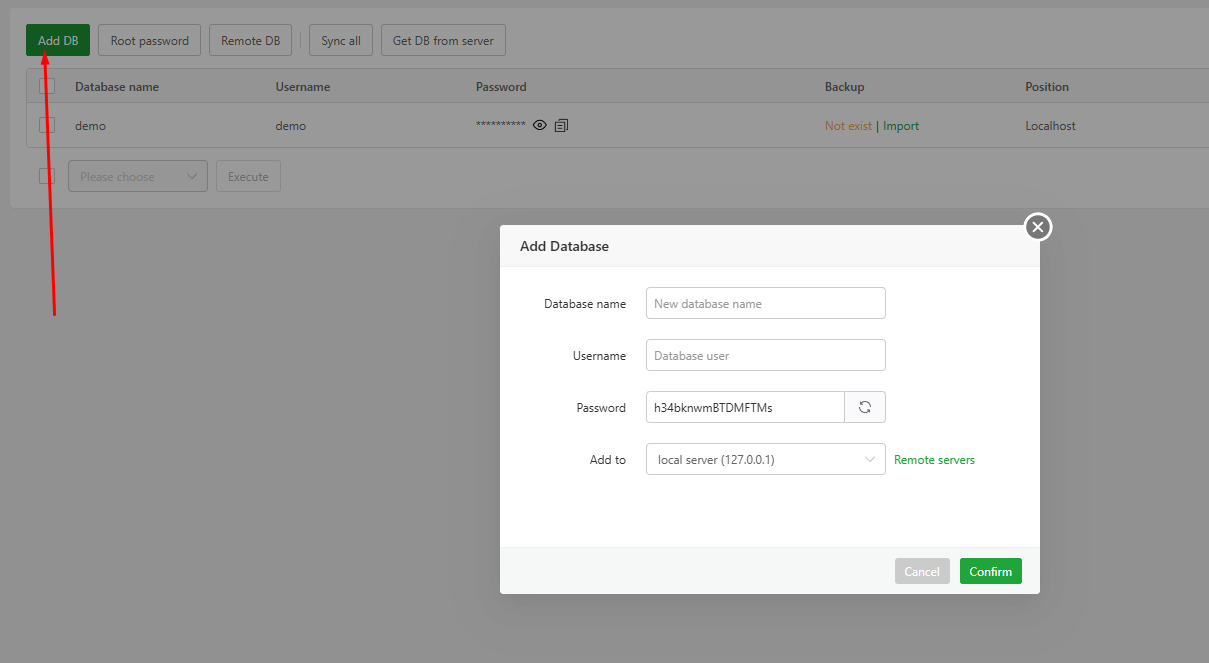 Add DB Root password Remote DB Sync all Get DB from server
Database name Username Password Backup Position
demo demo ********** Not exist | Import Localhost
Please choose Execute
Add Database
Database name New database name
Username Database user
Password h34bknwmBTDMFTMs
Add to local server (127.0.0.1) Remote servers
Cancel Confirm